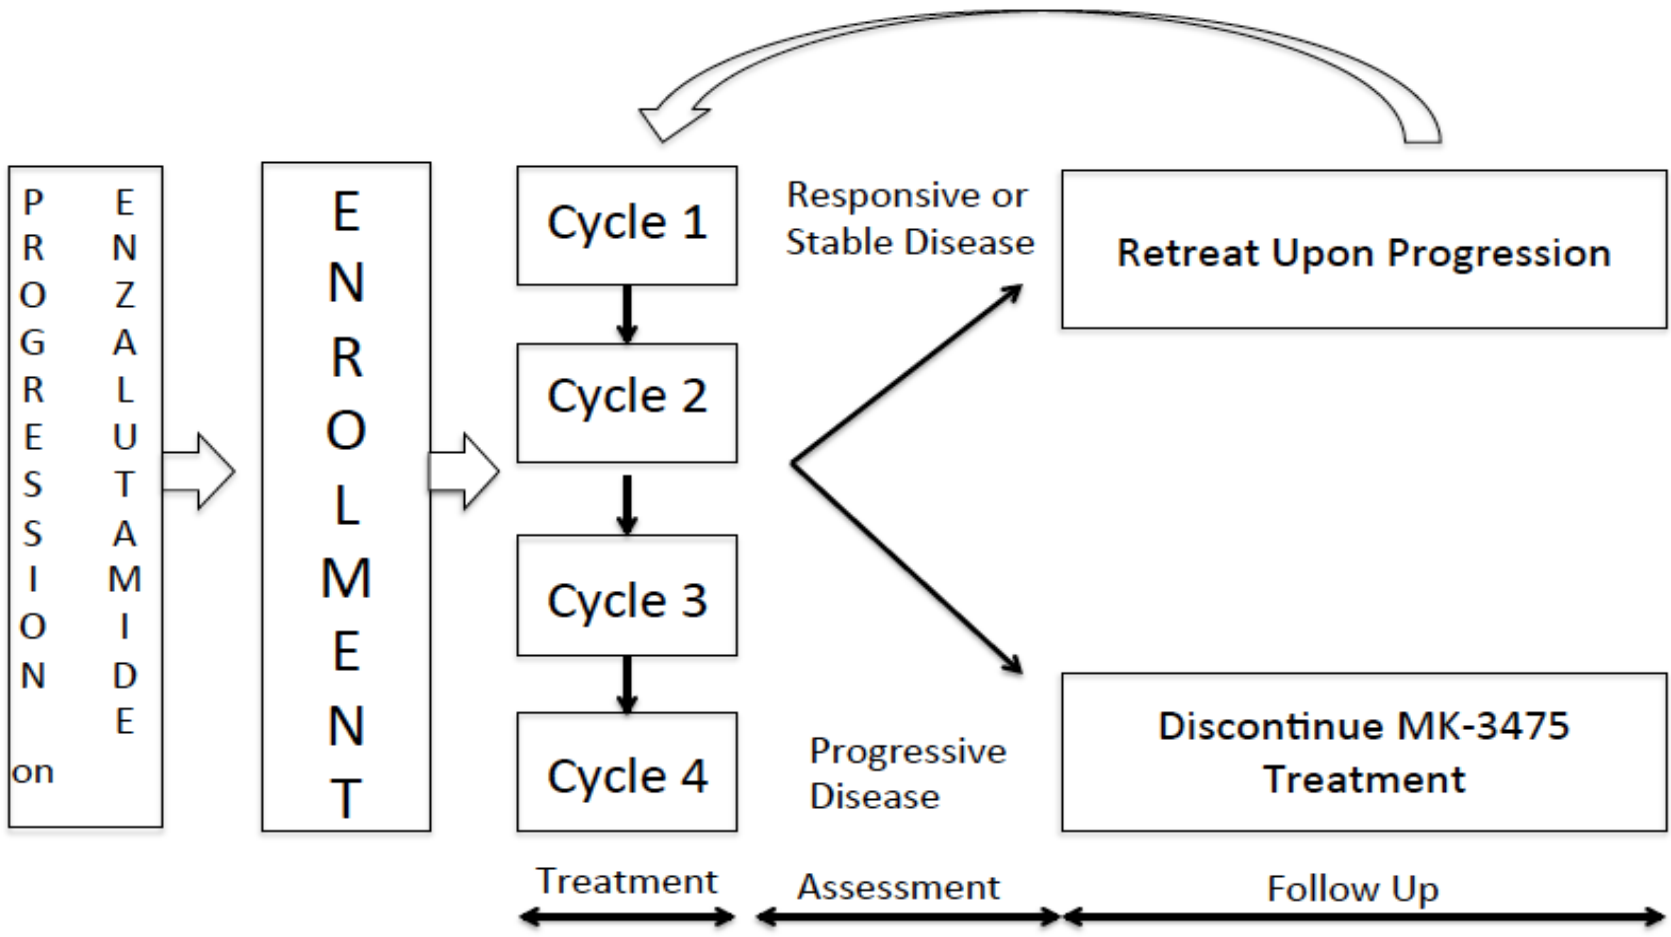 PROGRESSION
on
ENZALUTAMIDE
ENROLMENT
Cycle 1
Cycle 2
Cycle 3
Cycle 4
Responsive or
Stable Disease
Progressive
Disease
Retreat Upon Progression
Discontinue MK-3475
Treatment
Treatment
Assessment
Follow Up